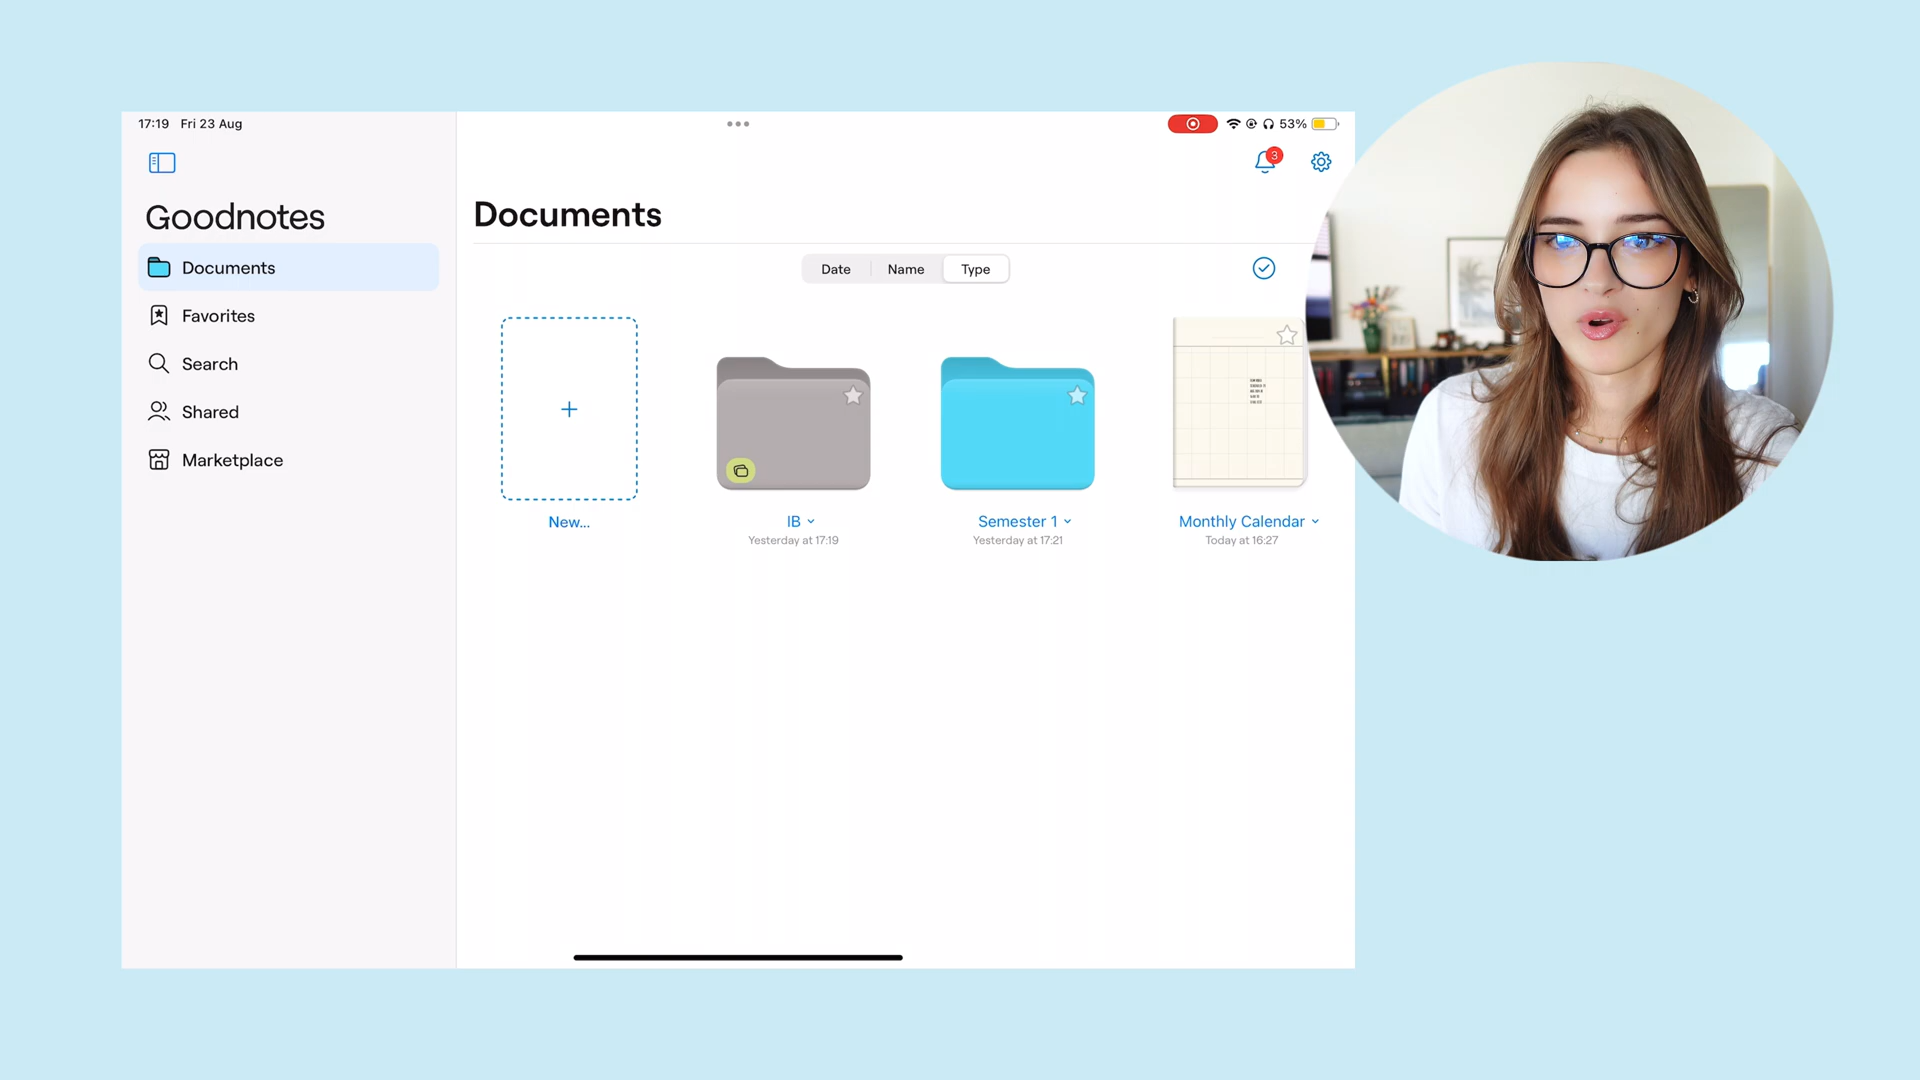 17:19 Fri 23 Aug
53%
3
Goodnotes
Documents
Favorites
Search
Shared
Marketplace
Documents
Date Name Type
New...
IB
Yesterday at 17:19
Semester 1
Yesterday at 17:21
Monthly Calendar
Today at 16:27